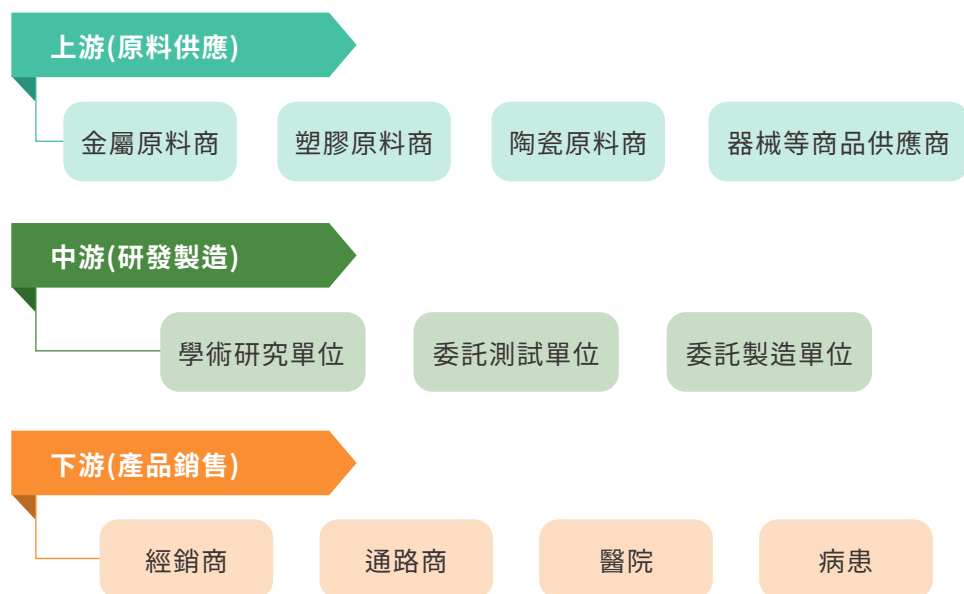 上游(原料供應)
金屬原料商
塑膠原料商
陶瓷原料商
器械等商品供應商
中游(研發製造)
學術研究單位
委託測試單位
委託製造單位
下游(產品銷售)
經銷商
通路商
醫院
病患